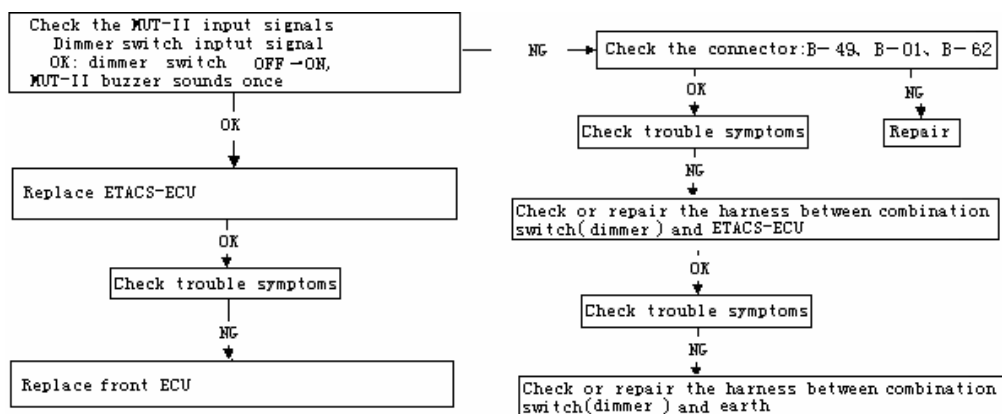 Check the MUT-II input signals
Dimmer switch inptut signal
OK: dimmer switch OFF→ON,
MUT-II buzzer sounds once
NG
Check the connector:B-49、B-01、B-62
OK
NG
OK
Check trouble symptoms
Repair
NG
Replace ETACS-ECU
Check or repair the harness between combination
switch(dimmer) and ETACS-ECU
OK
OK
Check trouble symptoms
Check trouble symptoms
NG
NG
Replace front ECU
Check or repair the harness between combination
switch(dimmer) and earth